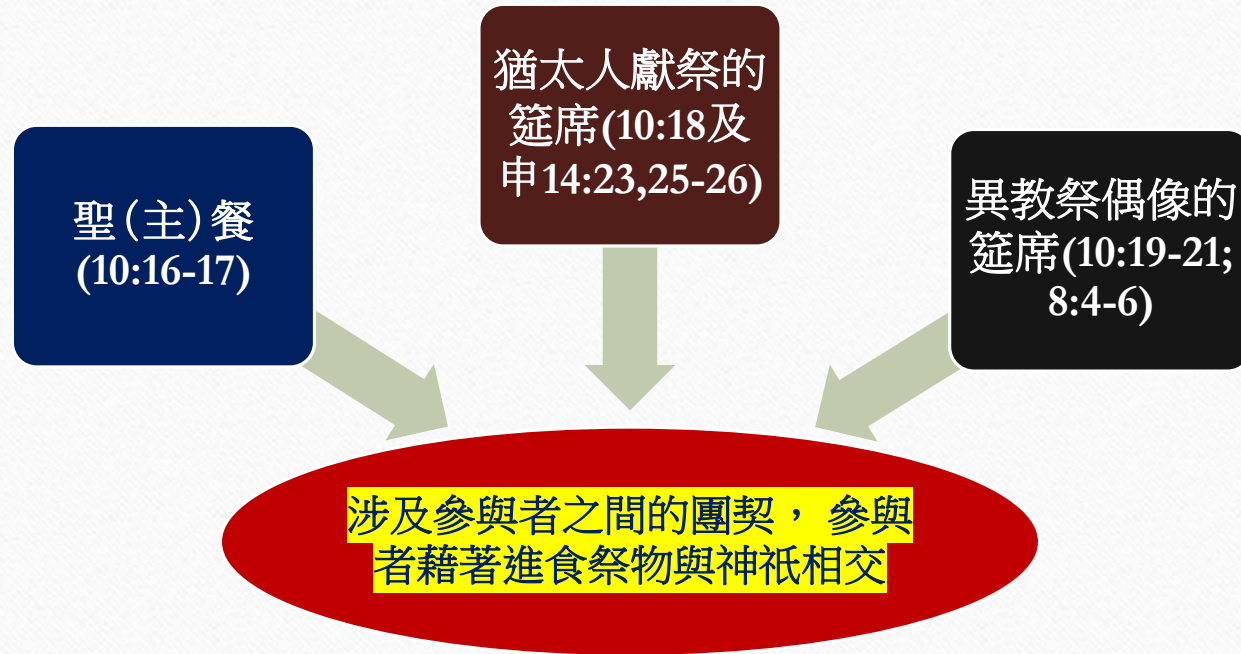 聖(主)餐
(10:16-17)
猶太人獻祭的
筵席(10:18及
申14:23,25-26)
異教祭偶像的
筵席(10:19-21;
8:4-6)
涉及參與者之間的團契， 參與
者藉著進食祭物與神祇相交